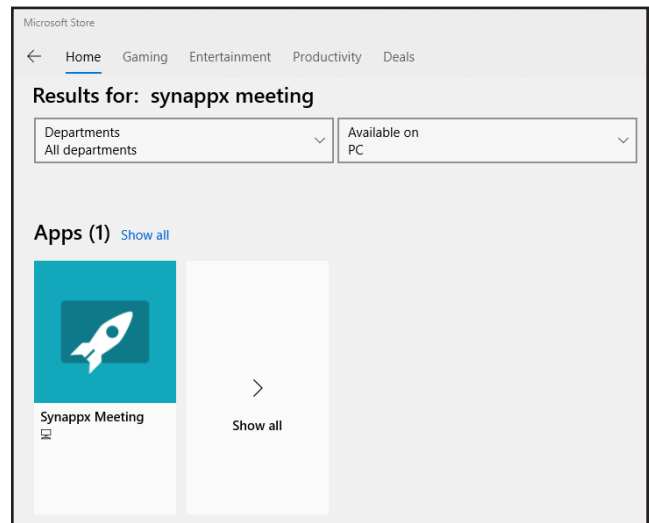 Microsoft Store
Home Gaming Entertainment Productivity Deals
Results for: synappx meeting
Departments
All departments
Available on
PC
Apps (1) Show all
Synappx Meeting
Show all